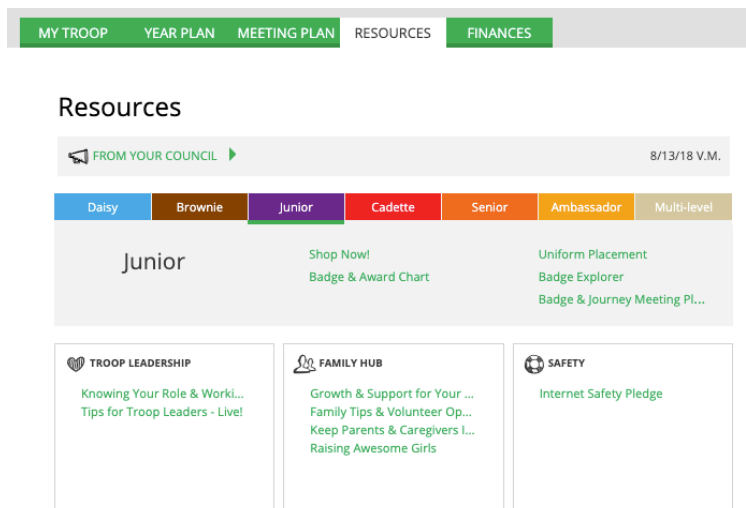 MY TROOP YEAR PLAN MEETING PLAN RESOURCES FINANCES
Resources
FROM YOUR COUNCIL 8/13/18 V.M.
Daisy Brownie Junior Cadette Senior Ambassador Multi-level
Junior
Shop Now!
Badge & Award Chart
Uniform Placement
Badge Explorer
Badge & Journey Meeting Pl...
TROOP LEADERSHIP
Knowing Your Role & Worki...
Tips for Troop Leaders - Live!
FAMILY HUB
Growth & Support for Your ...
Family Tips & Volunteer Op...
Keep Parents & Caregivers I...
Raising Awesome Girls
SAFETY
Internet Safety Pledge